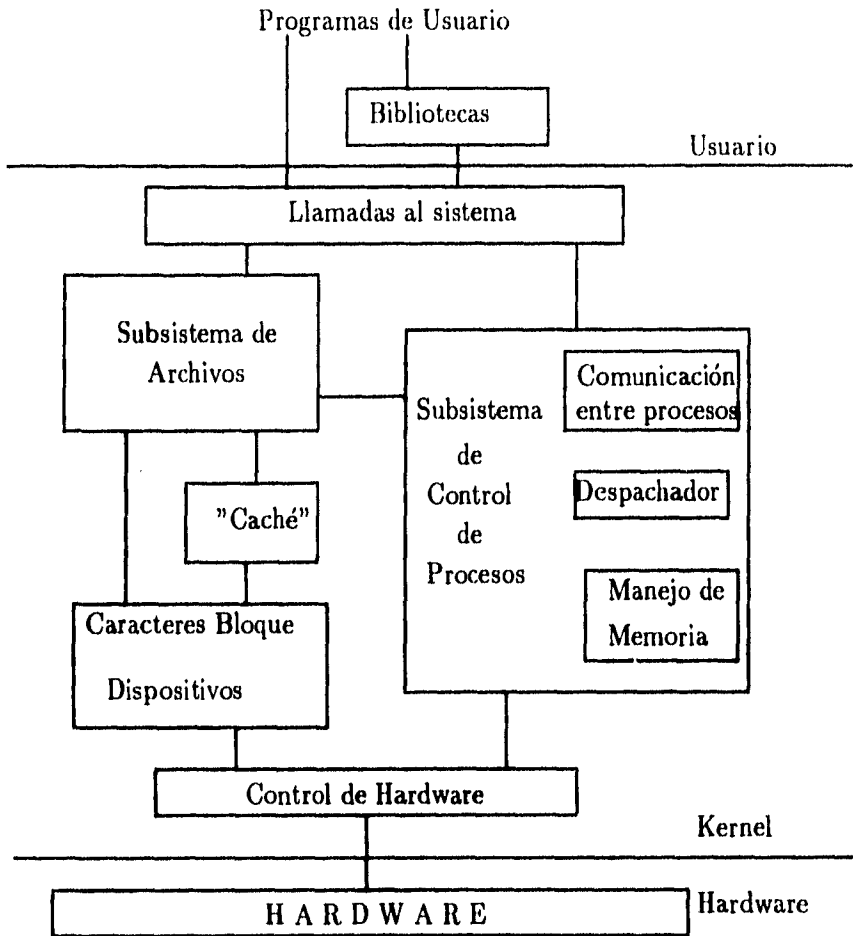 Programas de Usuario
Bibliotecas
Usuario
Llamadas al sistema
Subsistema de
Archivos
Comunicación
entre procesos
Subsistema
de
Control
de
Procesos
Despachador
Manejo de
Memoria
"Caché"
Caracteres Bloque
Dispositivos
Control de Hardware
Kernel
HARDWARE
Hardware